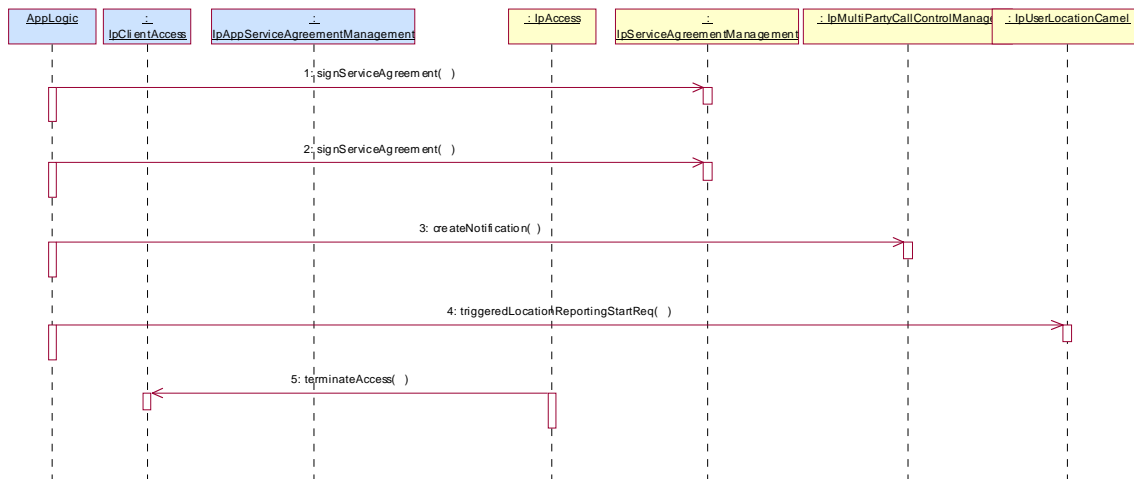 AppLogic
:
IpClientAccess
:
IpAppServiceAgreementManagement
: IpAccess
:
IpServiceAgreementManagement
: IpMultiPartyCallControlManage
: IpUserLocationCamel
1: signServiceAgreement( )
2: signServiceAgreement( )
3: createNotification( )
4: triggeredLocationReportingStartReq( )
5: terminateAccess( )